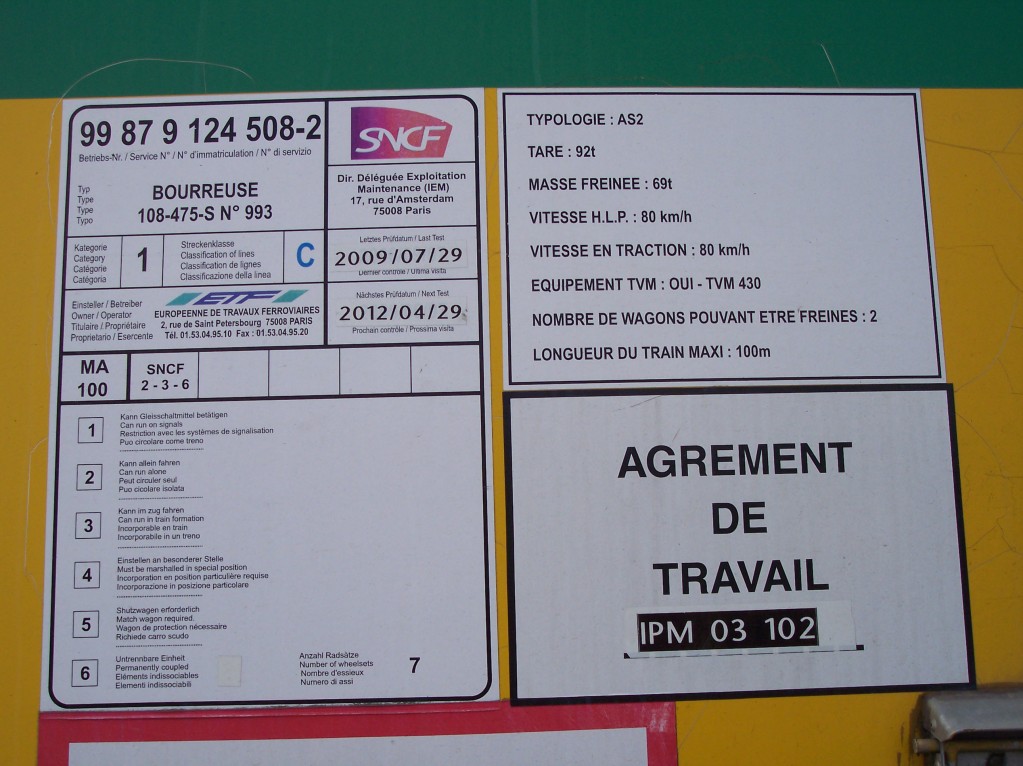 99 87 9 124 508-2
Betriebs-Nr. / Service N° / N° d'immatriculation / N° di servizio
Typ
Type
Type
Typo
BOURREUSE
108-475-S N° 993
SNCF
Dir. Déléguée Exploitation
Maintenance (IEM)
17, rue d'Amsterdam
75008 Paris
Kategorie
Category
Catégorie
Catégoria
1
Streckenklasse
Classification of lines
Classification de lignes
Classificazione della linea
C
Letztes Prüfdatum / Last Test
2009/07/29
Dernier contrôle / Ultima visita
Einsteller / Betreiber
Owner / Operator
Titulaire / Propriétaire
Proprietario / Esercente
ETF
EUROPEENNE DE TRAVAUX FERROVIAIRES
2, rue de Saint Petersbourg 75008 PARIS
Tél. 01.53.04.95.10 Fax : 01.53.04.95.20
Nächstes Prüfdatum / Next Test
2012/04/29
Prochain contrôle / Prossima visita
MA
100
SNCF
2 - 3 - 6
1
Kann Gleisschaltmittel betätigen
Can run on signals
Restriction avec les systèmes de signalisation
Puo circolare come treno
2
Kann allein fahren
Can run alone
Peut circuler seul
Puo cicolare isolata
3
Kann im zug fahren
Can run in train formation
Incorporable en train
Incorporabile in un treno
4
Einstellen an besonderer Stelle
Must be marshalled in special position
Incorporation en position particulière requise
Incorporazione in posizione particolare
5
Shutzwagen erforderlich
Match wagon required.
Wagon de protection nécessaire
Richiede carro scudo
6
Untrennbare Einheit
Permanently coupled
Eléments indissociables
Elementi indissociabili
Anzahl Radsätze
Number of wheelsets
Nombre d'essieux
Numero di assi
7
TYPOLOGIE : AS2
TARE : 92t
MASSE FREINEE : 69t
VITESSE H.L.P. : 80 km/h
VITESSE EN TRACTION : 80 km/h
EQUIPEMENT TVM : OUI - TVM 430
NOMBRE DE WAGONS POUVANT ETRE FREINES : 2
LONGUEUR DU TRAIN MAXI : 100m
AGREMENT
DE
TRAVAIL
IPM 03 102